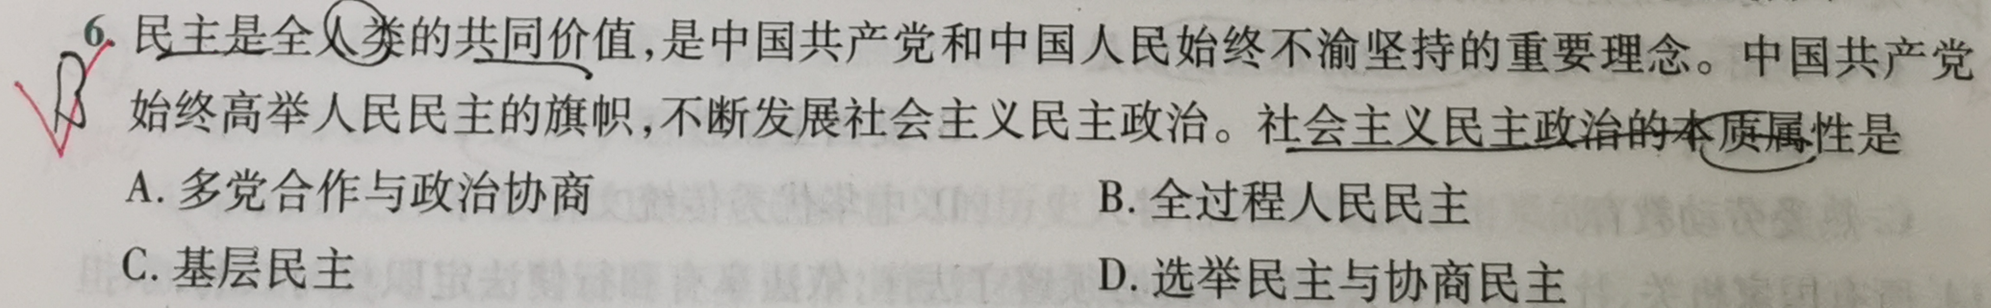 6. 民主是全人类的共同价值,是中国共产党和中国人民始终不渝坚持的重要理念。中国共产党
B
始终高举人民民主的旗帜,不断发展社会主义民主政治。社会主义民主政治的本质属性是
A. 多党合作与政治协商 B. 全过程人民民主
C. 基层民主 D. 选举民主与协商民主